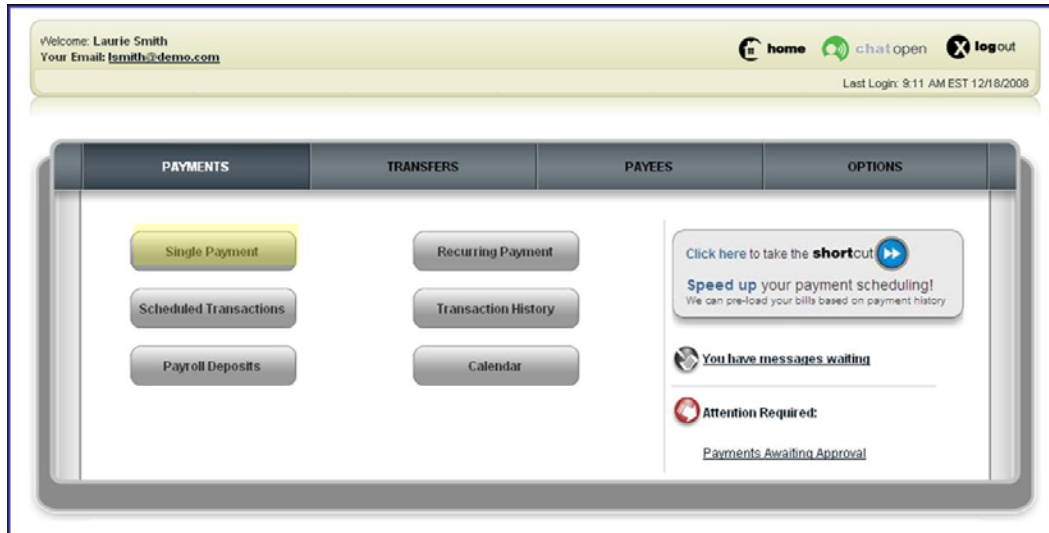 Welcome: Laurie Smith
Your Email: lsmith@demo.com
home
chat open
X logout
Last Login: 9:11 AM EST 12/18/2008
PAYMENTS
TRANSFERS
PAYEES
OPTIONS
Single Payment
Recurring Payment
Scheduled Transactions
Transaction History
Payroll Deposits
Calendar
Click here to take the shortcut
Speed up your payment scheduling!
We can pre-load your bills based on payment history
You have messages waiting
Attention Required:
Payments Awaiting Approval